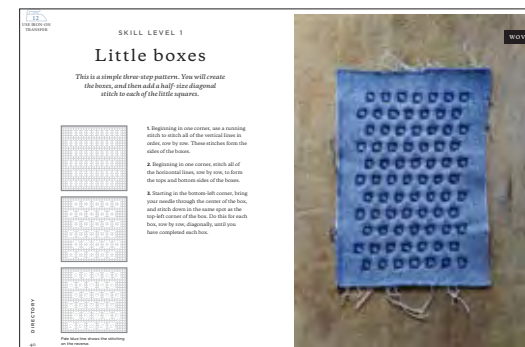 12
USE IRON-ON
TRANSFER
SKILL LEVEL 1
Little boxes
This is a simple three-step pattern. You will create
the boxes, and then add a half-size diagonal
stitch to each of the little squares.
WOV
1. Beginning in one corner, use a running
stitch to stitch all of the vertical lines in
order, row by row. These stitches form the
sides of the boxes.
2. Beginning in one corner, stitch all of
the horizontal lines, row by row, to form
the tops and bottom sides of the boxes.
3. Starting in the bottom-left corner, bring
your needle through the center of the box,
and stitch down in the same spot as the
top-left corner of the box. Do this for each
box, row by row, diagonally, until you
have completed each box.
Pale blue line shows the stitching
on the reverse.
DIRECTORY
40